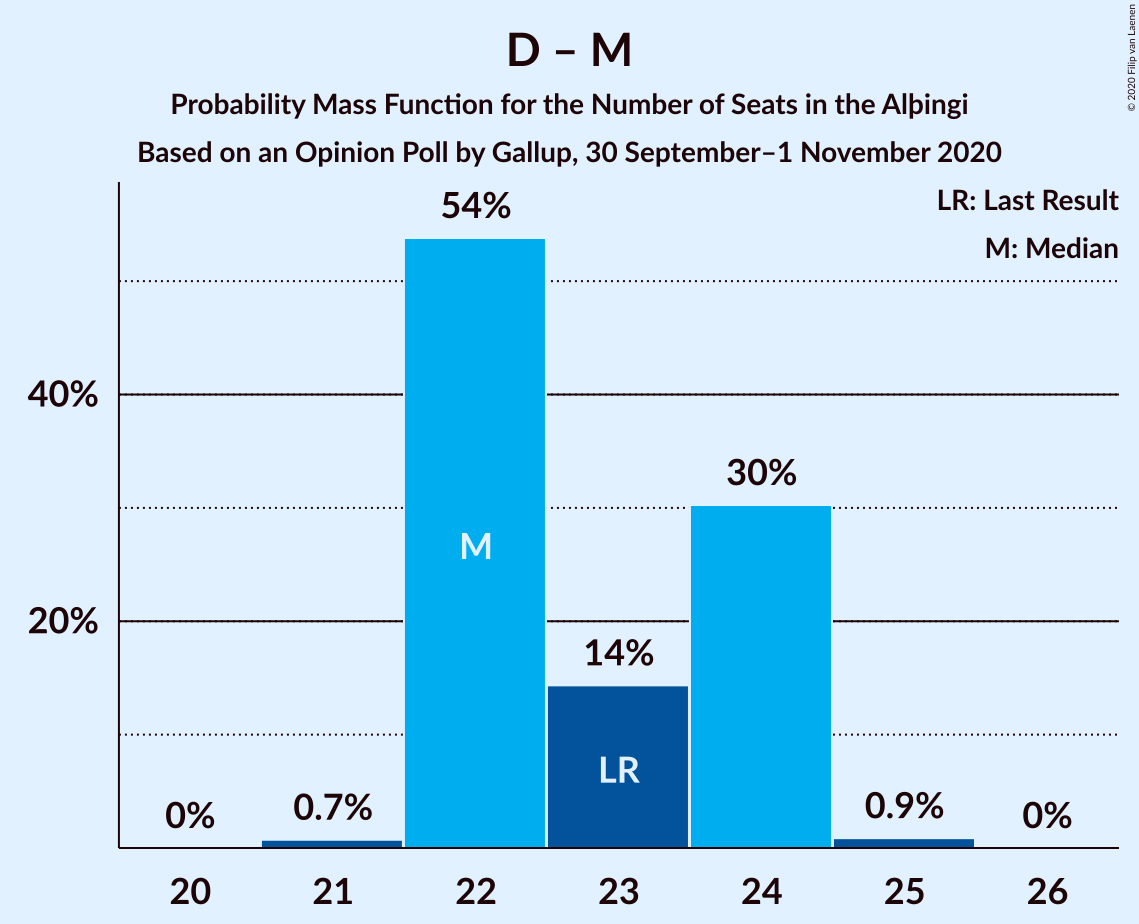 D – M
Probability Mass Function for the Number of Seats in the Alþingi
Based on an Opinion Poll by Gallup, 30 September–1 November 2020
© 2020 Filip van Laenen
LR: Last Result
M: Median
54%
40%
30%
M
20%
14%
LR
0%
0.7%
0.9%
0%
20
21
22
23
24
25
26